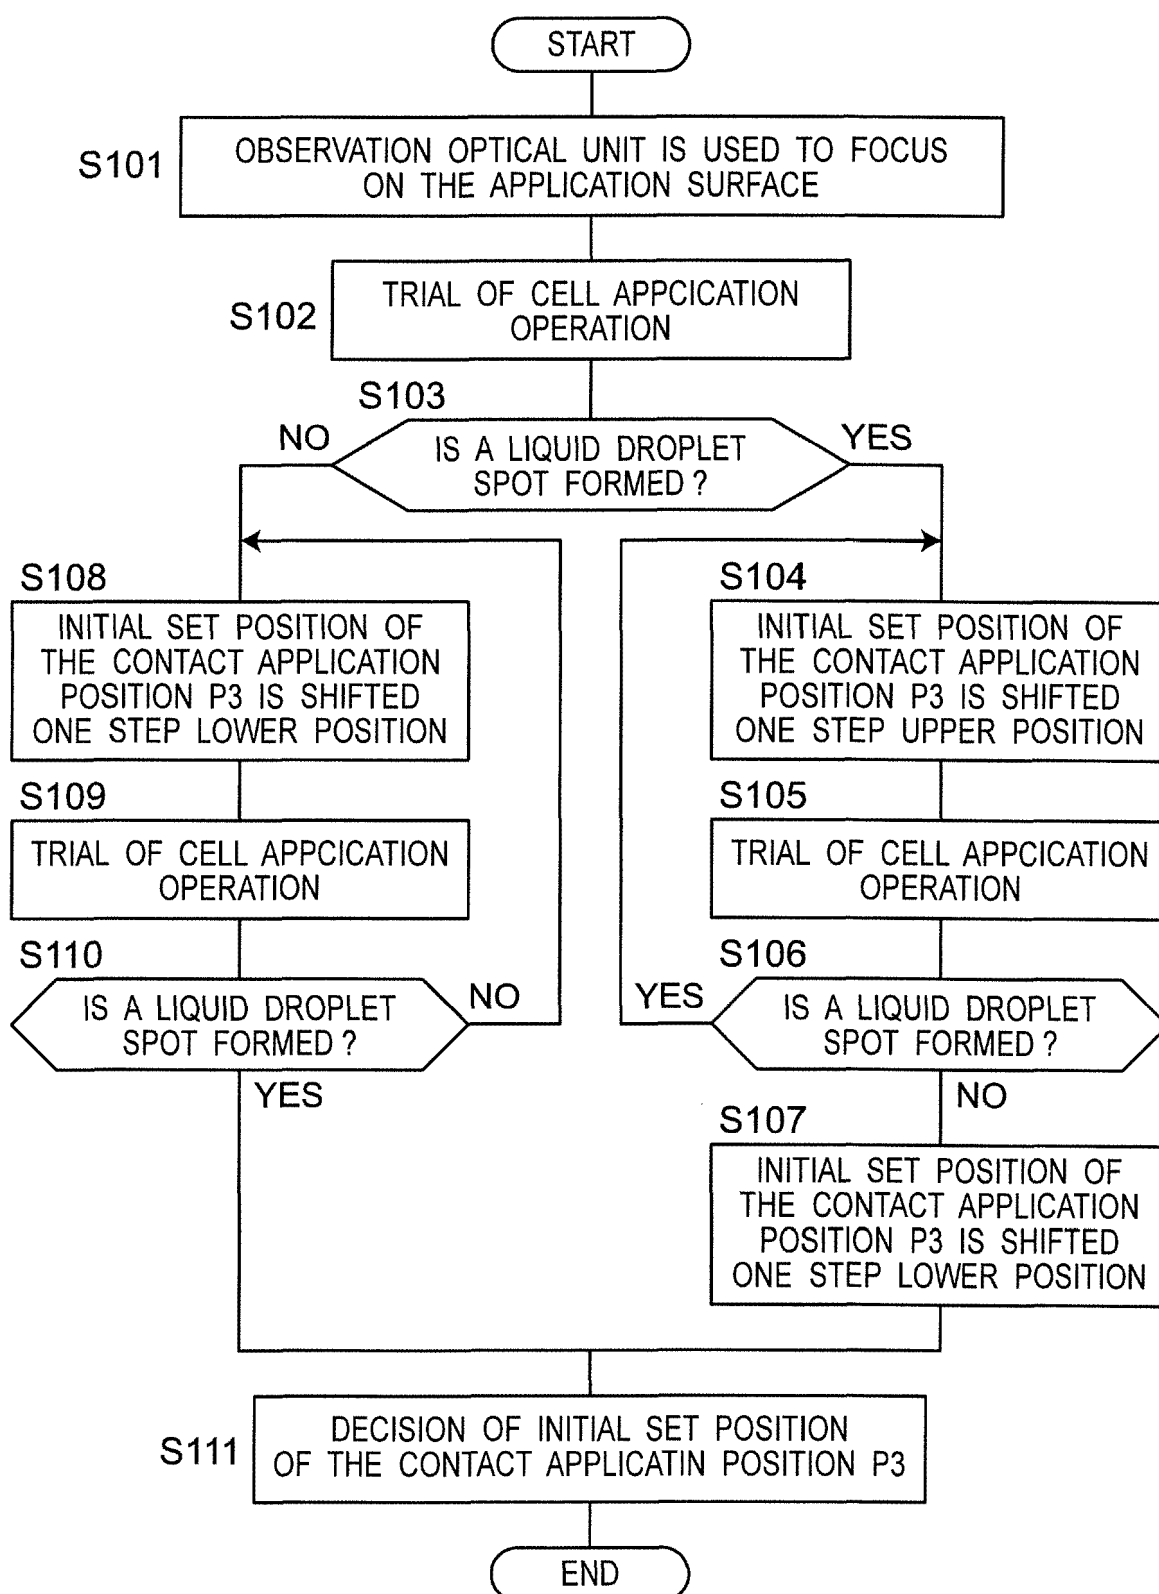 START
S101
OBSERVATION OPTICAL UNIT IS USED TO FOCUS
ON THE APPLICATION SURFACE
S102
TRIAL OF CELL APPCICATION
OPERATION
S103
NO
IS A LIQUID DROPLET
SPOT FORMED ?
YES
S108
INITIAL SET POSITION OF
THE CONTACT APPLICATION
POSITION P3 IS SHIFTED
ONE STEP LOWER POSITION
S109
TRIAL OF CELL APPCICATION
OPERATION
S110
IS A LIQUID DROPLET
SPOT FORMED ?
NO
YES
S104
INITIAL SET POSITION OF
THE CONTACT APPLICATION
POSITION P3 IS SHIFTED
ONE STEP UPPER POSITION
S105
TRIAL OF CELL APPCICATION
OPERATION
S106
YES
IS A LIQUID DROPLET
SPOT FORMED ?
NO
S107
INITIAL SET POSITION OF
THE CONTACT APPLICATION
POSITION P3 IS SHIFTED
ONE STEP LOWER POSITION
S111
DECISION OF INITIAL SET POSITION
OF THE CONTACT APPLICATIN POSITION P3
END